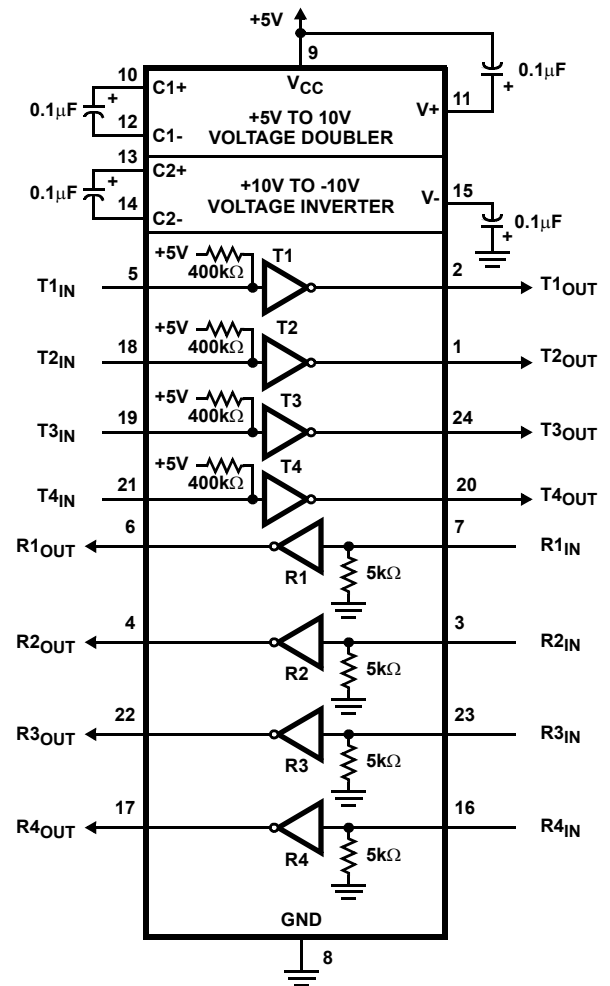 +5V
9
VCC
0.1µF
+
10
C1+
+
0.1µF
12
C1-
+5V TO 10V
VOLTAGE DOUBLER
V+
11
13
C2+
+
0.1µF
14
C2-
+10V TO -10V
VOLTAGE INVERTER
V-
15
0.1µF
+
+5V
400kΩ
T1
T1IN
5
2
T1OUT
+5V
400kΩ
T2
T2IN
18
1
T2OUT
+5V
400kΩ
T3
T3IN
19
24
T3OUT
+5V
400kΩ
T4
T4IN
21
20
T4OUT
R1OUT
6
R1
5kΩ
7
R1IN
R2OUT
4
R2
5kΩ
3
R2IN
R3OUT
22
R3
5kΩ
23
R3IN
R4OUT
17
R4
5kΩ
16
R4IN
GND
8